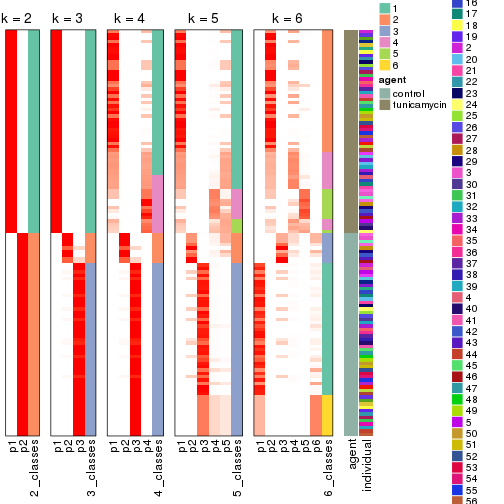 k = 2
k = 3
k = 4
k = 5
k = 6
p1
p2
2_classes
p1
p2
p3
3_classes
p1
p2
p3
p4
4_classes
p1
p2
p3
p4
p5
5_classes
p1
p2
p3
p4
p5
p6
6_classes
agent
individual
1
2
3
4
5
6
agent
control
tunicamycin
16
17
18
19
2
20
21
22
23
24
25
26
27
28
29
3
30
31
32
33
34
35
36
37
38
39
4
40
41
42
43
44
45
46
47
48
49
5
50
51
52
53
54
55
56